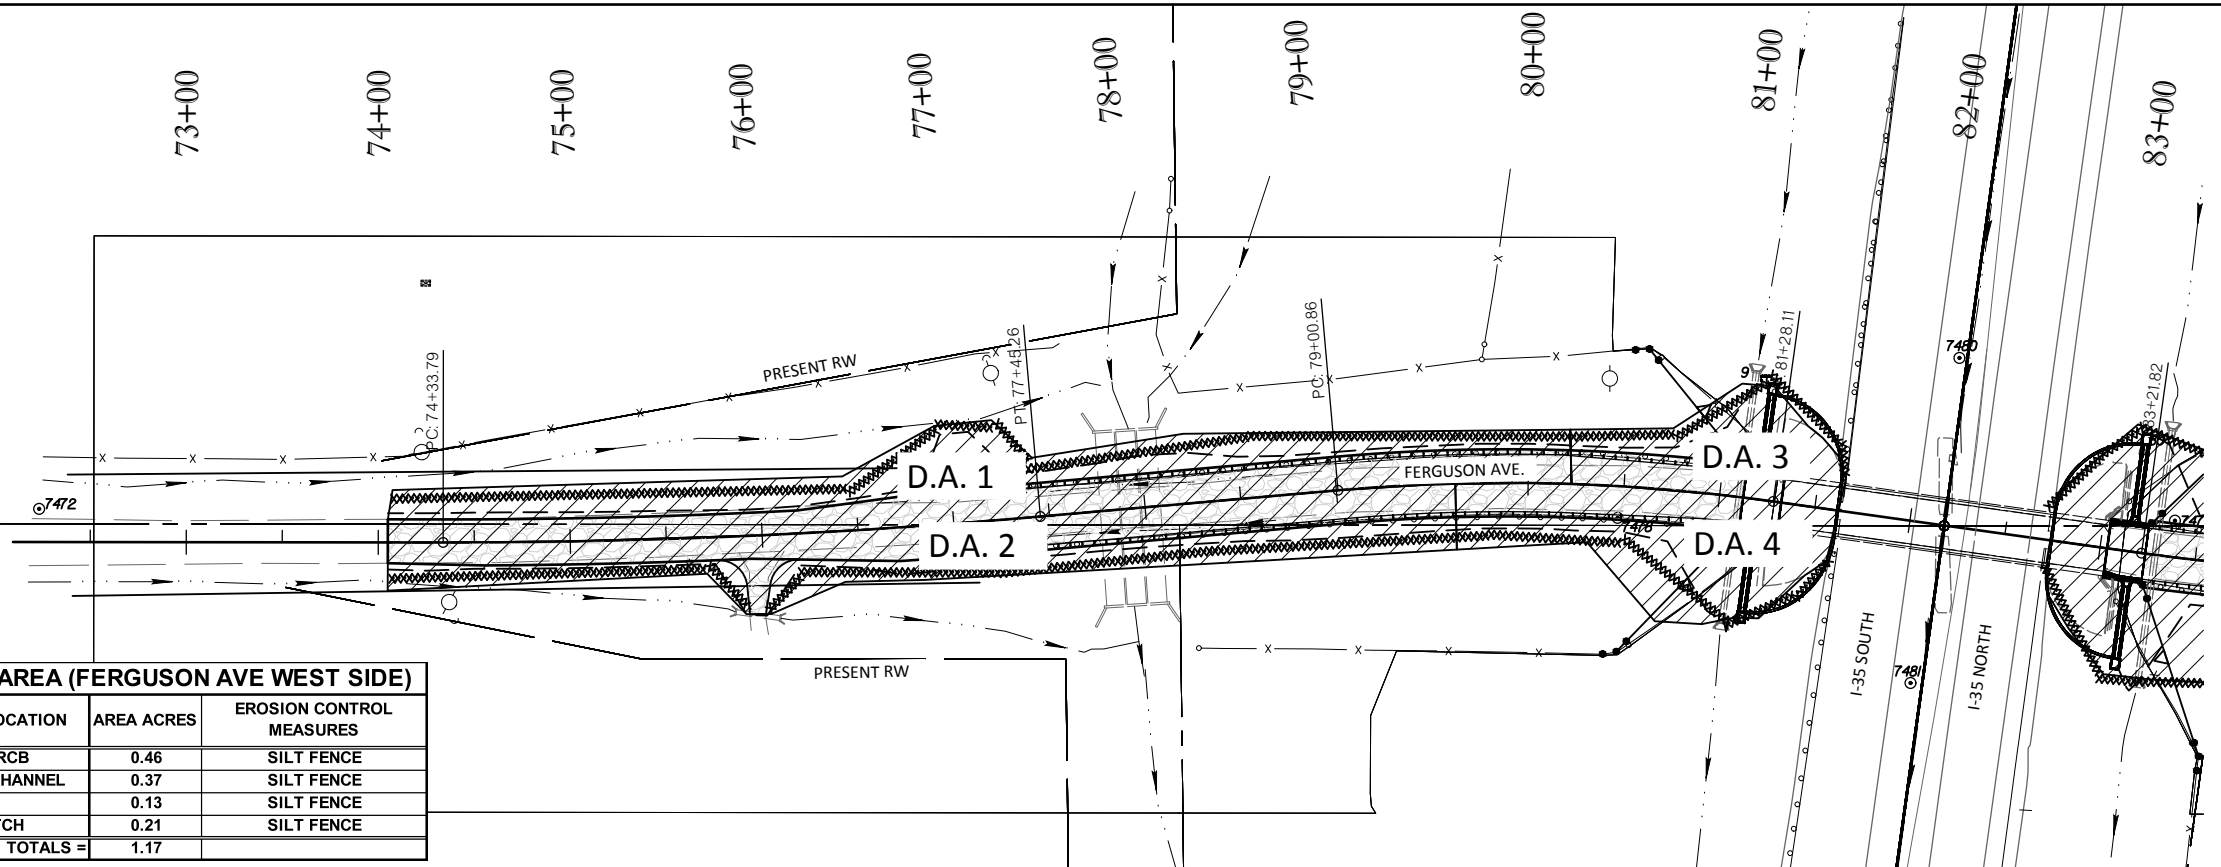 73+00
74+00
75+00
76+00
77+00
78+00
79+00
80+00
81+00
82+00
83+00
PC: 74+33.79
PT: 77+45.26
PC: 79+00.86
81+28.11
83+21.82
PRESENT RW
9
7480
7472
D.A. 1
D.A. 3
FERGUSON AVE.
D.A. 2
7478
D.A. 4
747
PRESENT RW
I-35 SOUTH
7481
I-35 NORTH
AREA (FERGUSON AVE WEST SIDE)
OCATION AREA ACRES EROSION CONTROL
MEASURES
RCB 0.46 SILT FENCE
HANNEL 0.37 SILT FENCE
0.13 SILT FENCE
TCH 0.21 SILT FENCE
TOTALS = 1.17